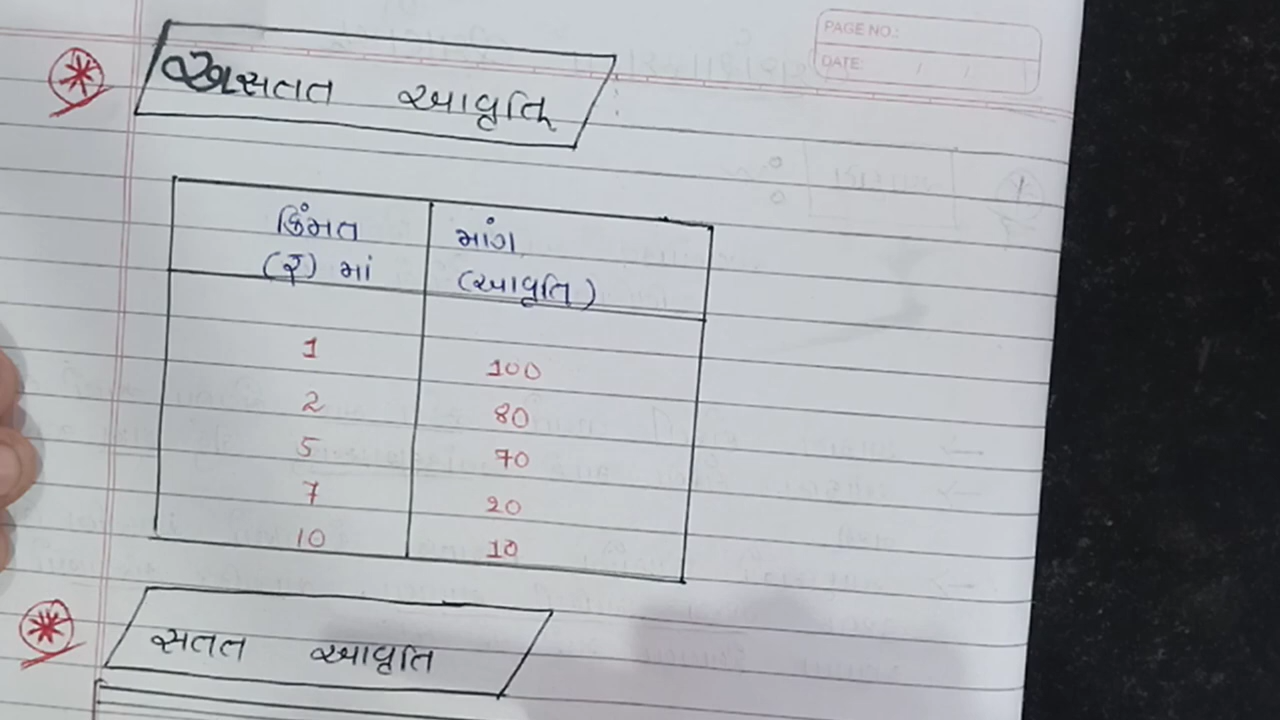 PAGE NO.:
DATE:
અસતત આવૃતિ
કિંમત
(₹) માં
માંગ
(આવૃતિ)
1 100
2 80
5 70
7 20
10 10
સતત આવૃતિ